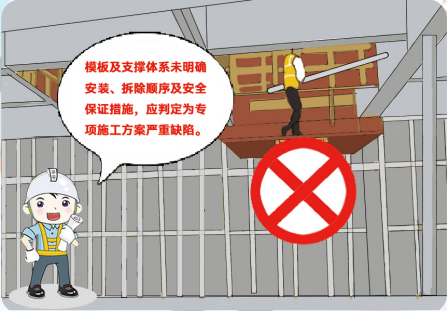 模板及支撑体系未明确
安装、拆除顺序及安全
保证措施，应判定为专
项施工方案严重缺陷。